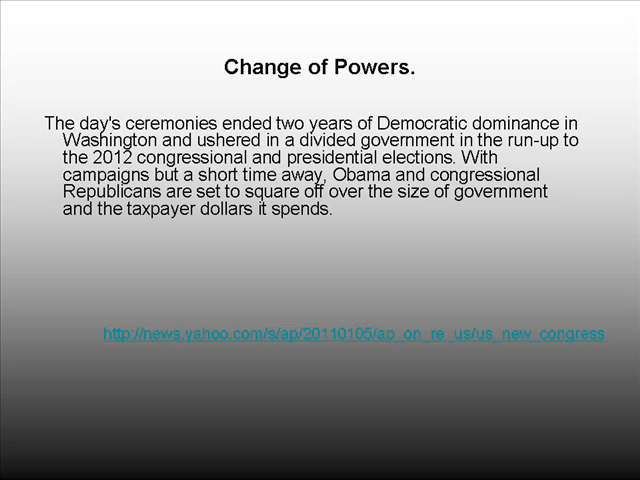 Change of Powers.
The day's ceremonies ended two years of Democratic dominance in
Washington and ushered in a divided government in the run-up to
the 2012 congressional and presidential elections. With
campaigns but a short time away, Obama and congressional
Republicans are set to square off over the size of government
and the taxpayer dollars it spends.
http://news.yahoo.com/s/ap/20110105/ap_on_re_us/us_new_congress